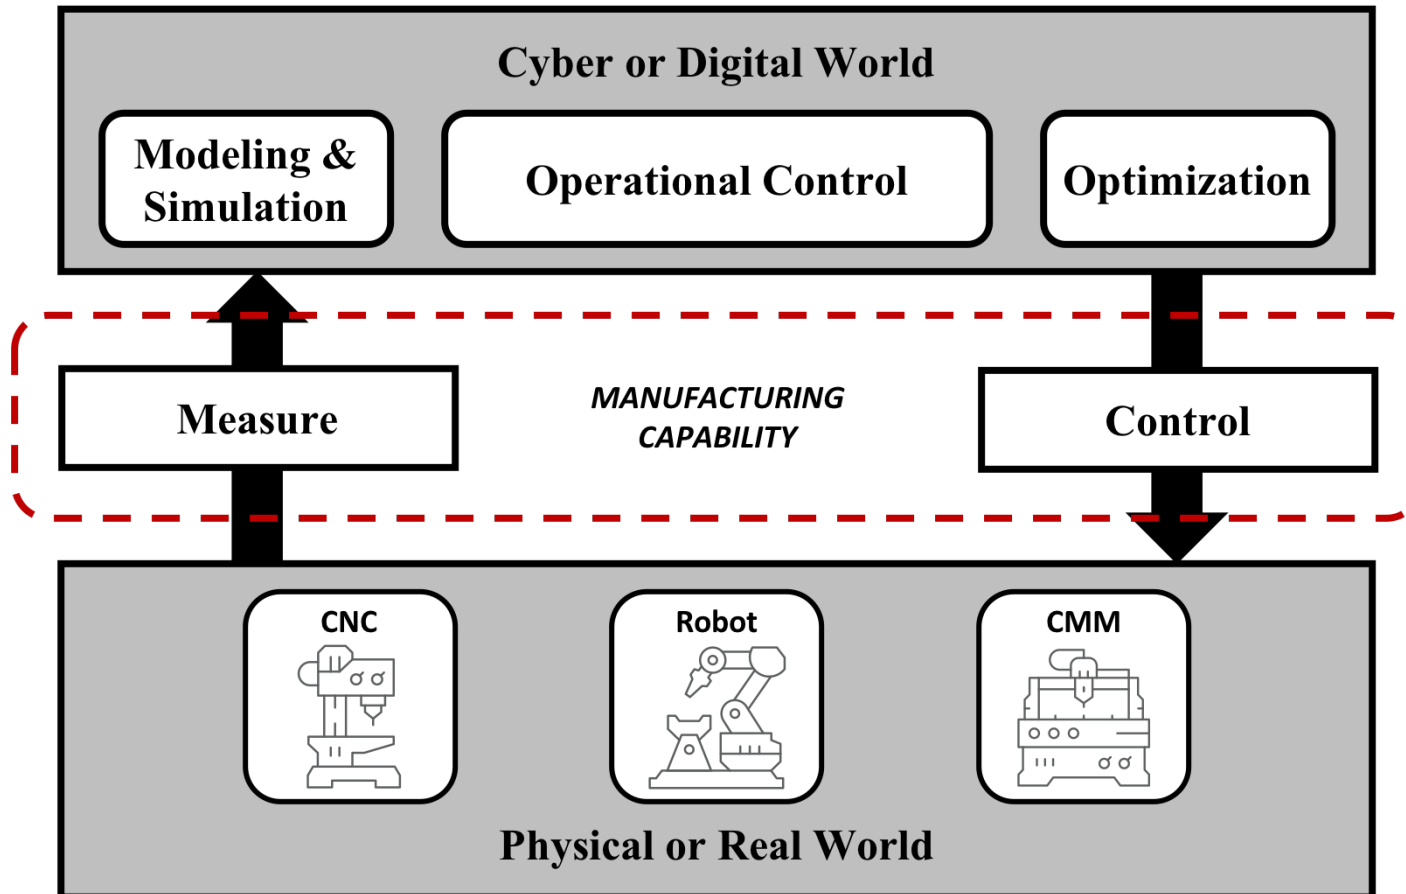 Cyber or Digital World
Modeling &
Simulation
Operational Control
Optimization
Measure
MANUFACTURING
CAPABILITY
Control
CNC
Robot
CMM
Physical or Real World